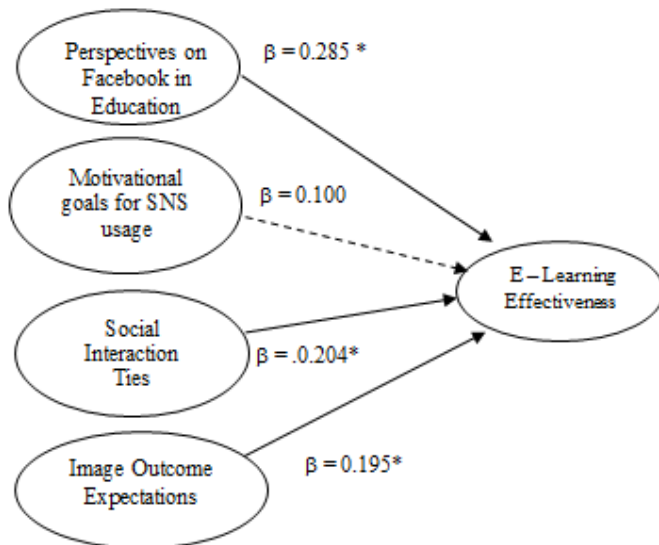 Perspectives on
Facebook in
Education
β = 0.285 *
Motivational
goals for SNS
usage
β = 0.100
E – Learning
Effectiveness
Social
Interaction
Ties
β = .0.204*
Image Outcome
Expectations
β = 0.195*